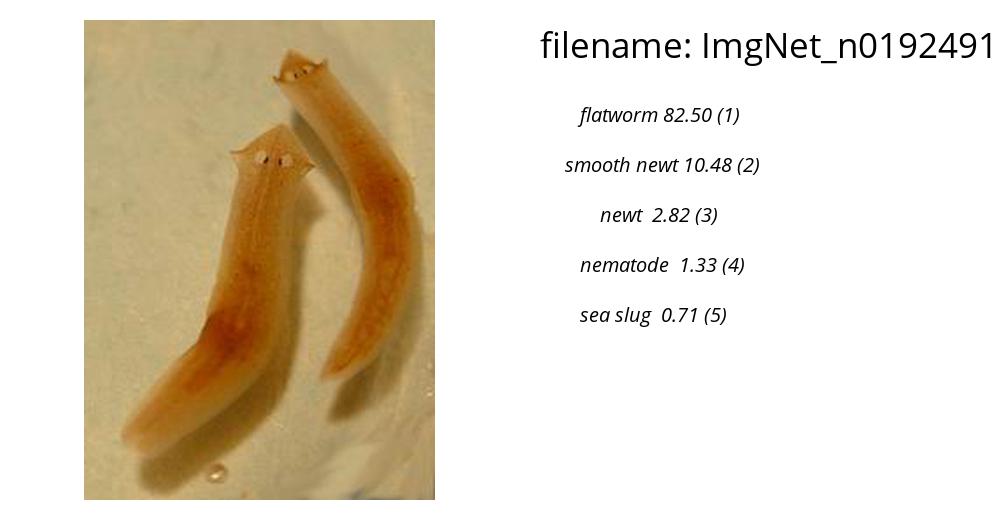 filename: ImgNet_n0192491
flatworm 82.50 (1)
smooth newt 10.48 (2)
newt 2.82 (3)
nematode 1.33 (4)
sea slug 0.71 (5)